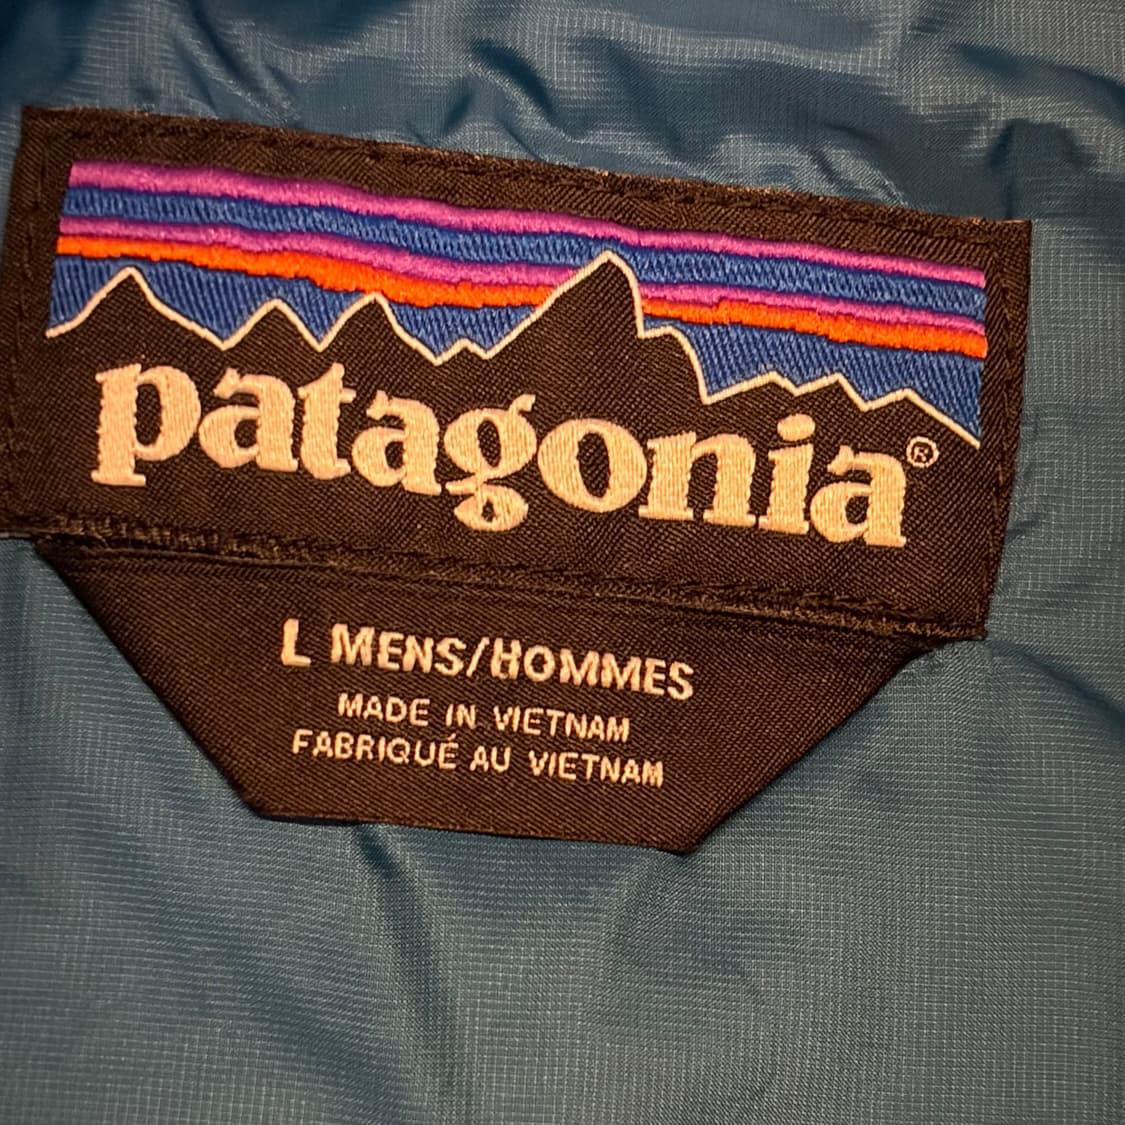 patagonia®
L MENS/HOMMES
MADE IN VIETNAM
FABRIQUÉ AU VIETNAM